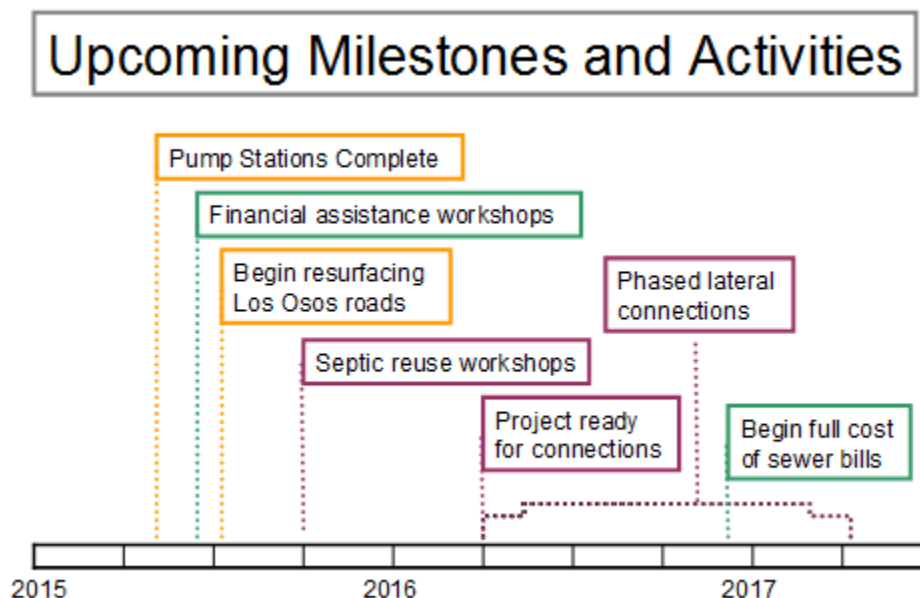 Upcoming Milestones and Activities
Pump Stations Complete
Financial assistance workshops
Begin resurfacing
Los Osos roads
Phased lateral
connections
Septic reuse workshops
Project ready
for connections
Begin full cost
of sewer bills
2015
2016
2017